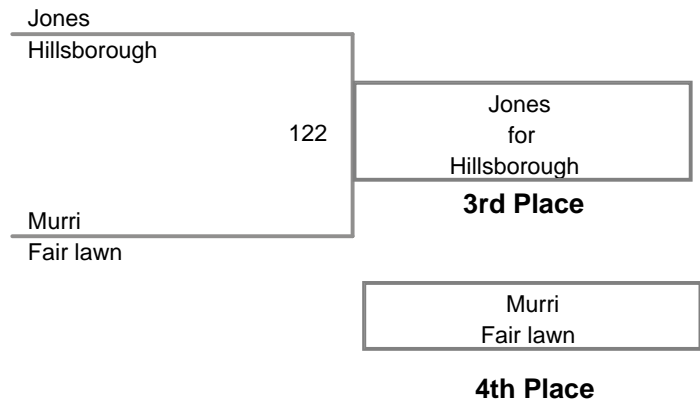 Jones
Hillsborough
122
Jones
for
Hillsborough
3rd Place
Murri
Fair lawn
Murri
Fair lawn
4th Place